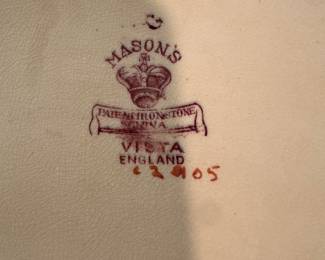 MASON'S
PATENT IRONSTONE
CHINA
VISTA
ENGLAND